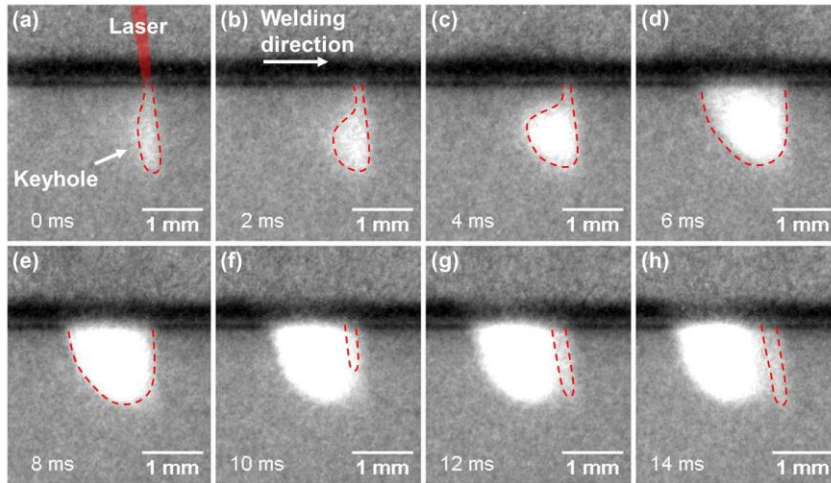 (a)
Laser
Keyhole
0 ms
1 mm
(b)
Welding
direction
2 ms
1 mm
(c)
4 ms
1 mm
(d)
6 ms
1 mm
(e)
8 ms
1 mm
(f)
10 ms
1 mm
(g)
12 ms
1 mm
(h)
14 ms
1 mm